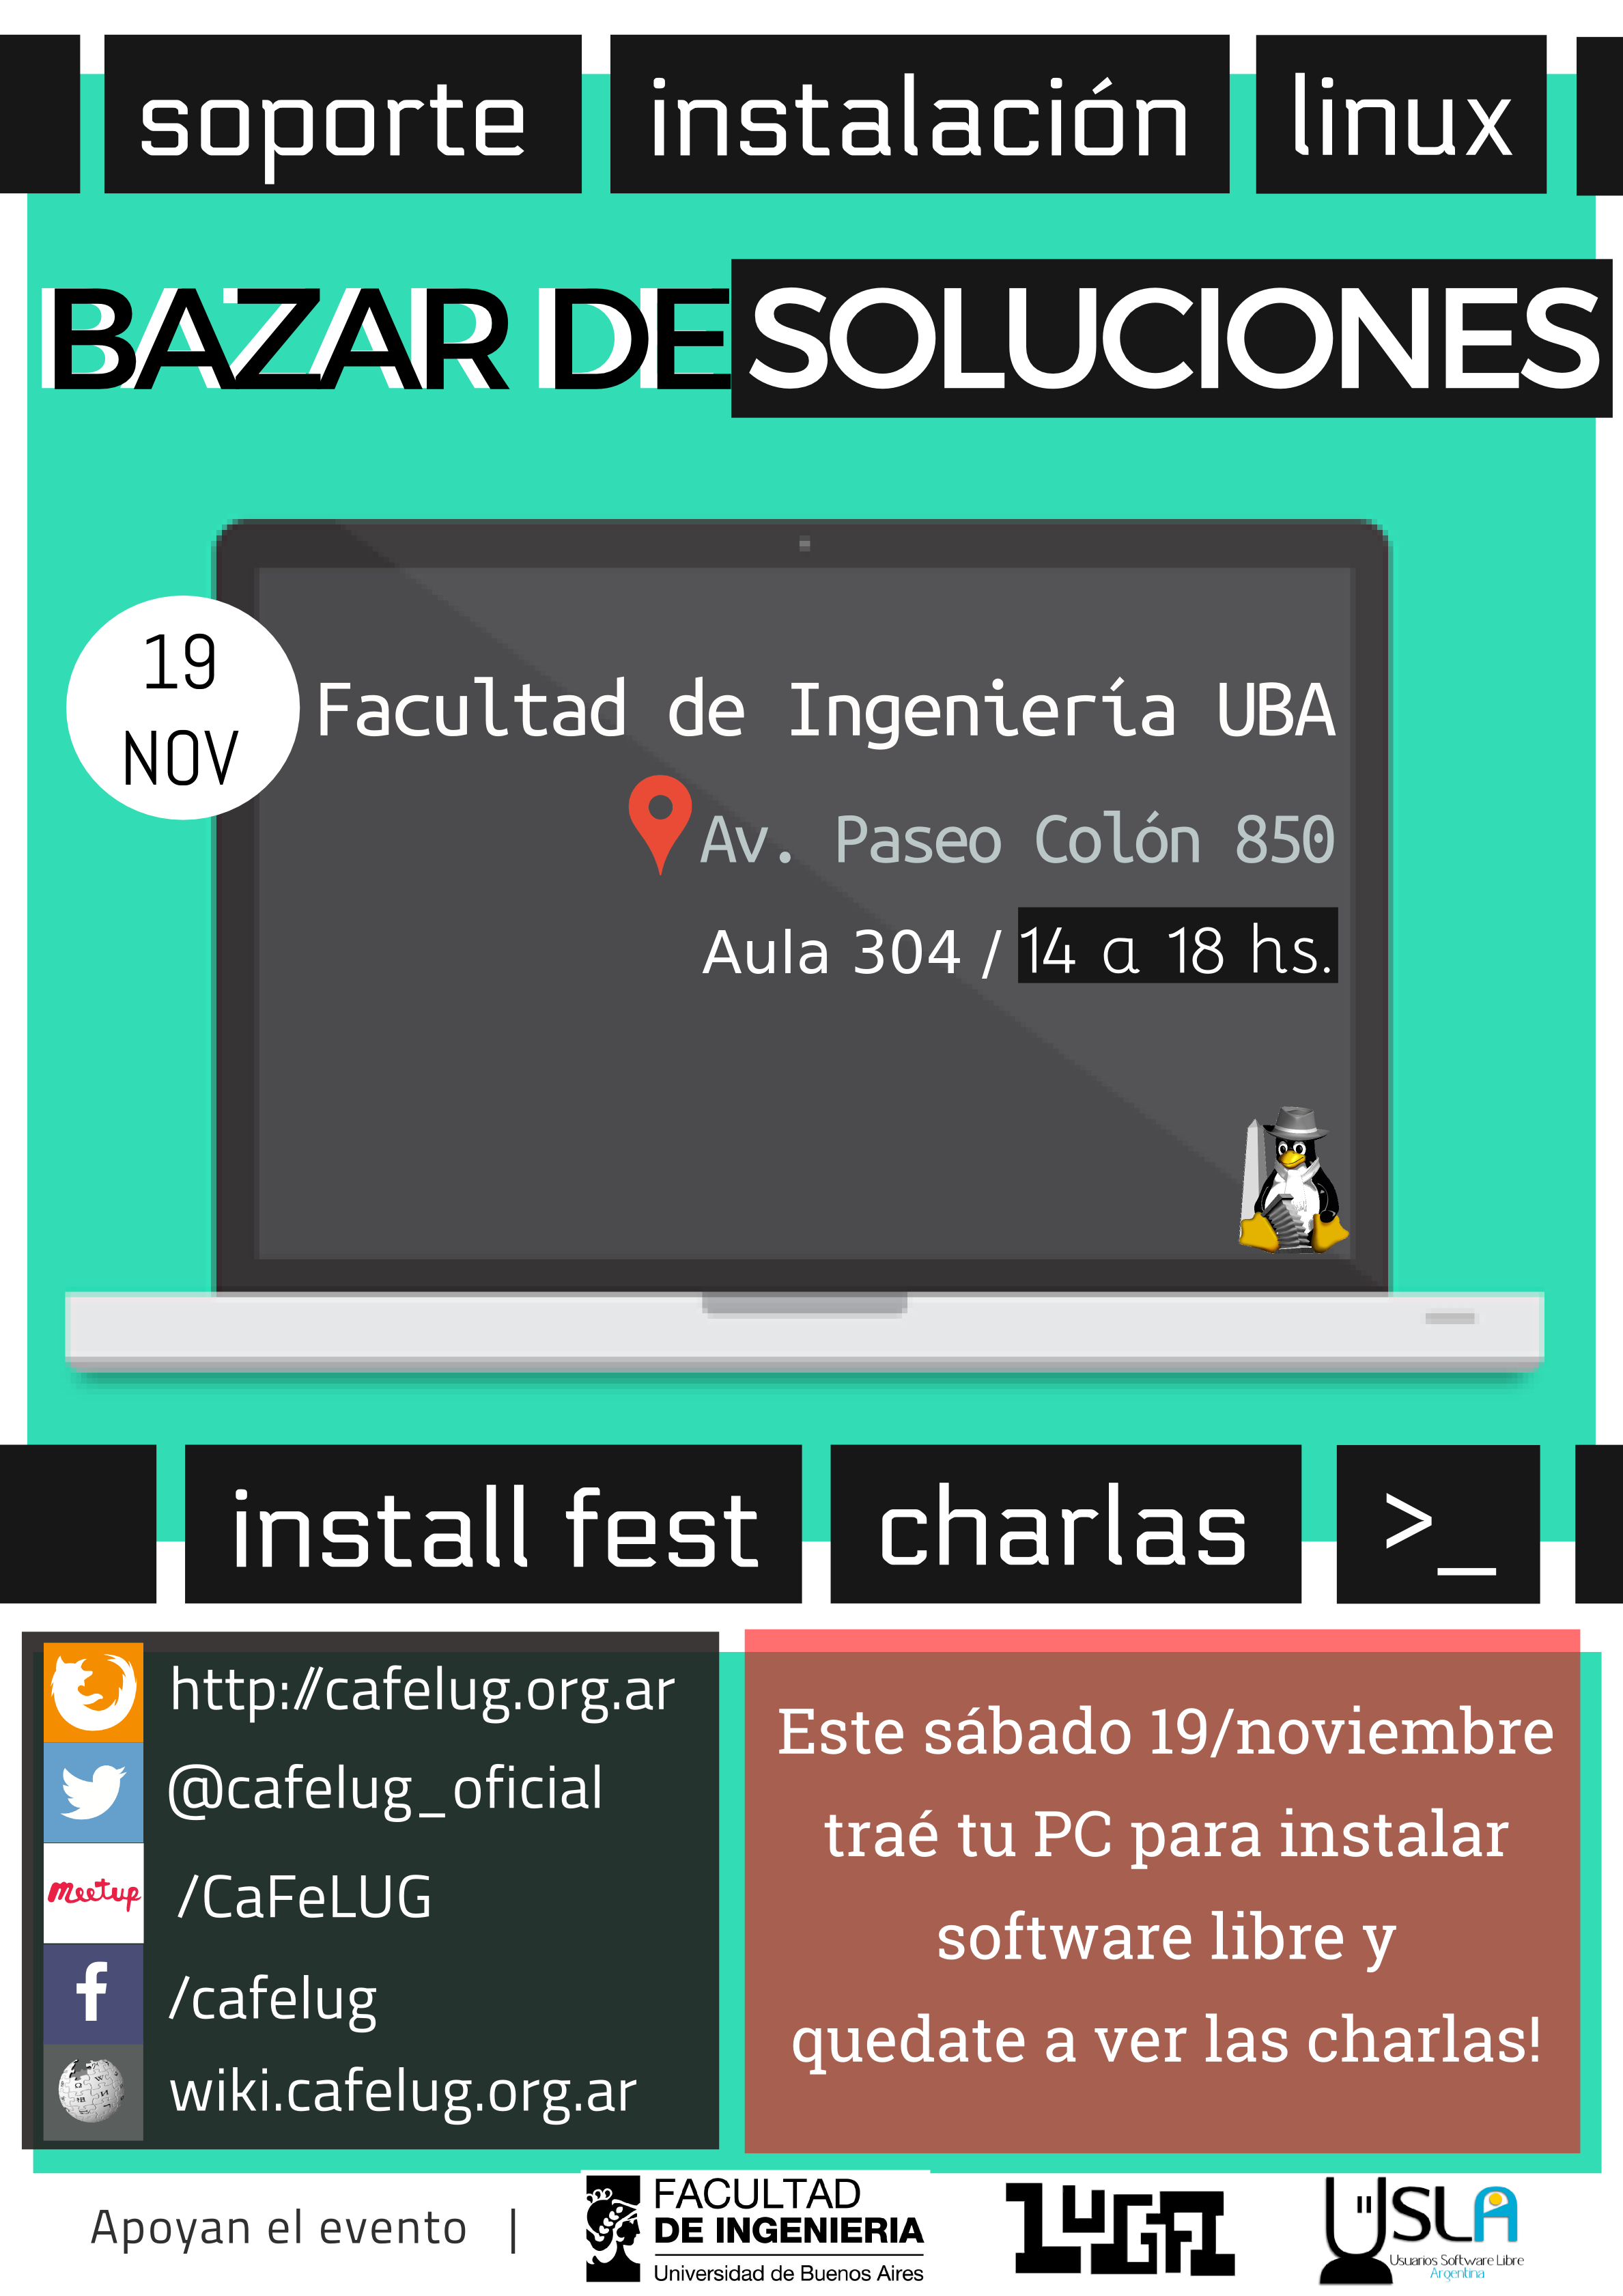 soporte instalación linux
BAZAR DE SOLUCIONES
19
NOV
Facultad de Ingeniería UBA
Av. Paseo Colón 850
Aula 304 / 14 a 18 hs.
install fest charlas >_
http://cafelug.org.ar
@cafelug_oficial
meetup /CaFeLUG
f /cafelug
wiki.cafelug.org.ar
Este sábado 19/noviembre
traé tu PC para instalar
software libre y
quedate a ver las charlas!
Apoyan el evento |
FACULTAD
DE INGENIERIA
Universidad de Buenos Aires
LUGFI
USLA
Usuarios Software Libre
Argentina